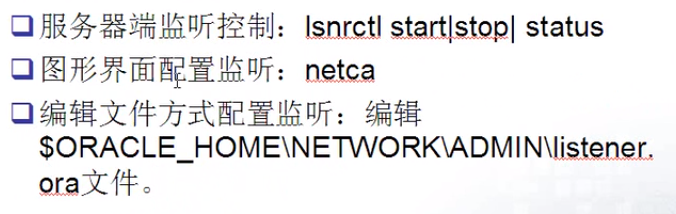 服务器端监听控制：lsnrctl start|stop| status
图形界面配置监听：netca
编辑文件方式配置监听：编辑
$ORACLE_HOME\NETWORK\ADMIN\listener.
ora文件。